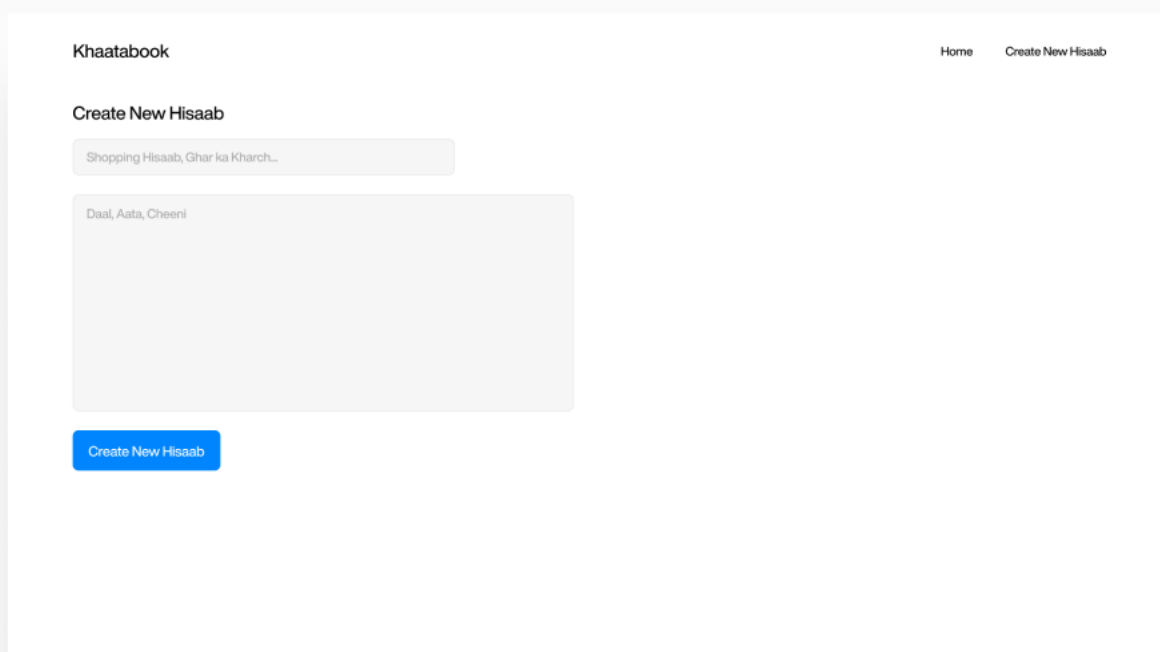 Khaatabook
Home
Create New Hisaab
Create New Hisaab
Shopping Hisaab, Ghar ka Kharch...
Daal, Aata, Cheeni
Create New Hisaab